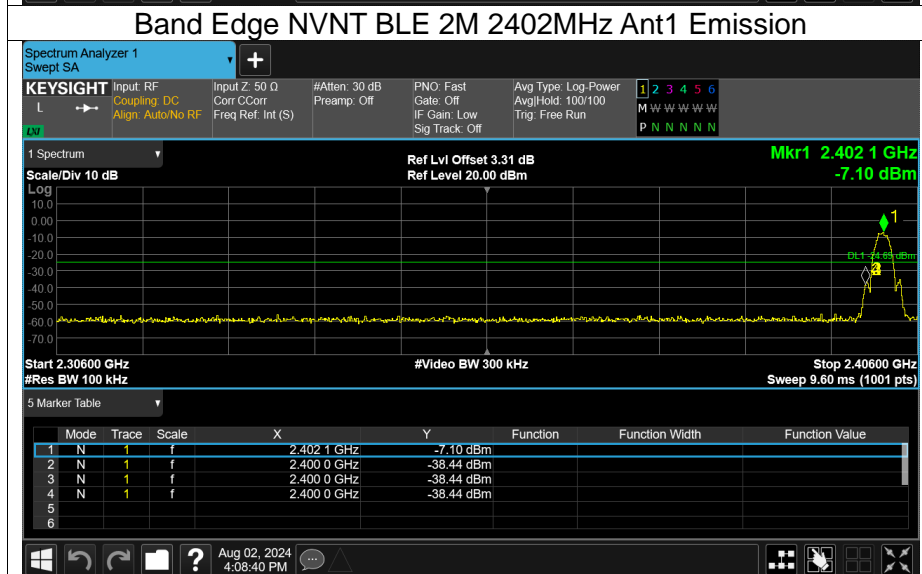 Band Edge NVNT BLE 2M 2402MHz Ant1 Emission
Spectrum Analyzer 1
Swept SA
KEYSIGHT
L
LXI
Input: RF
Coupling: DC
Align: Auto/No RF
Input Z: 50 Ω
Corr CCorr
Freq Ref: Int (S)
#Atten: 30 dB
Preamp: Off
PNO: Fast
Gate: Off
IF Gain: Low
Sig Track: Off
Avg Type: Log-Power
Avg|Hold: 100/100
Trig: Free Run
1 2 3 4 5 6
M W W W W W
P N N N N N
1 Spectrum
Scale/Div 10 dB
Ref Lvl Offset 3.31 dB
Ref Level 20.00 dBm
Mkr1 2.402 1 GHz
-7.10 dBm
Log
10.0
0.00
-10.0
-20.0
-30.0
-40.0
-50.0
-60.0
-70.0
1
DL1 -24.69 dBm
Start 2.30600 GHz
#Res BW 100 kHz
#Video BW 300 kHz
Stop 2.40600 GHz
Sweep 9.60 ms (1001 pts)
5 Marker Table
Mode Trace Scale X Y Function Function Width Function Value
1 N 1 f 2.402 1 GHz -7.10 dBm
2 N 1 f 2.400 0 GHz -38.44 dBm
3 N 1 f 2.400 0 GHz -38.44 dBm
4 N 1 f 2.400 0 GHz -38.44 dBm
5
6
?
Aug 02, 2024
4:08:40 PM